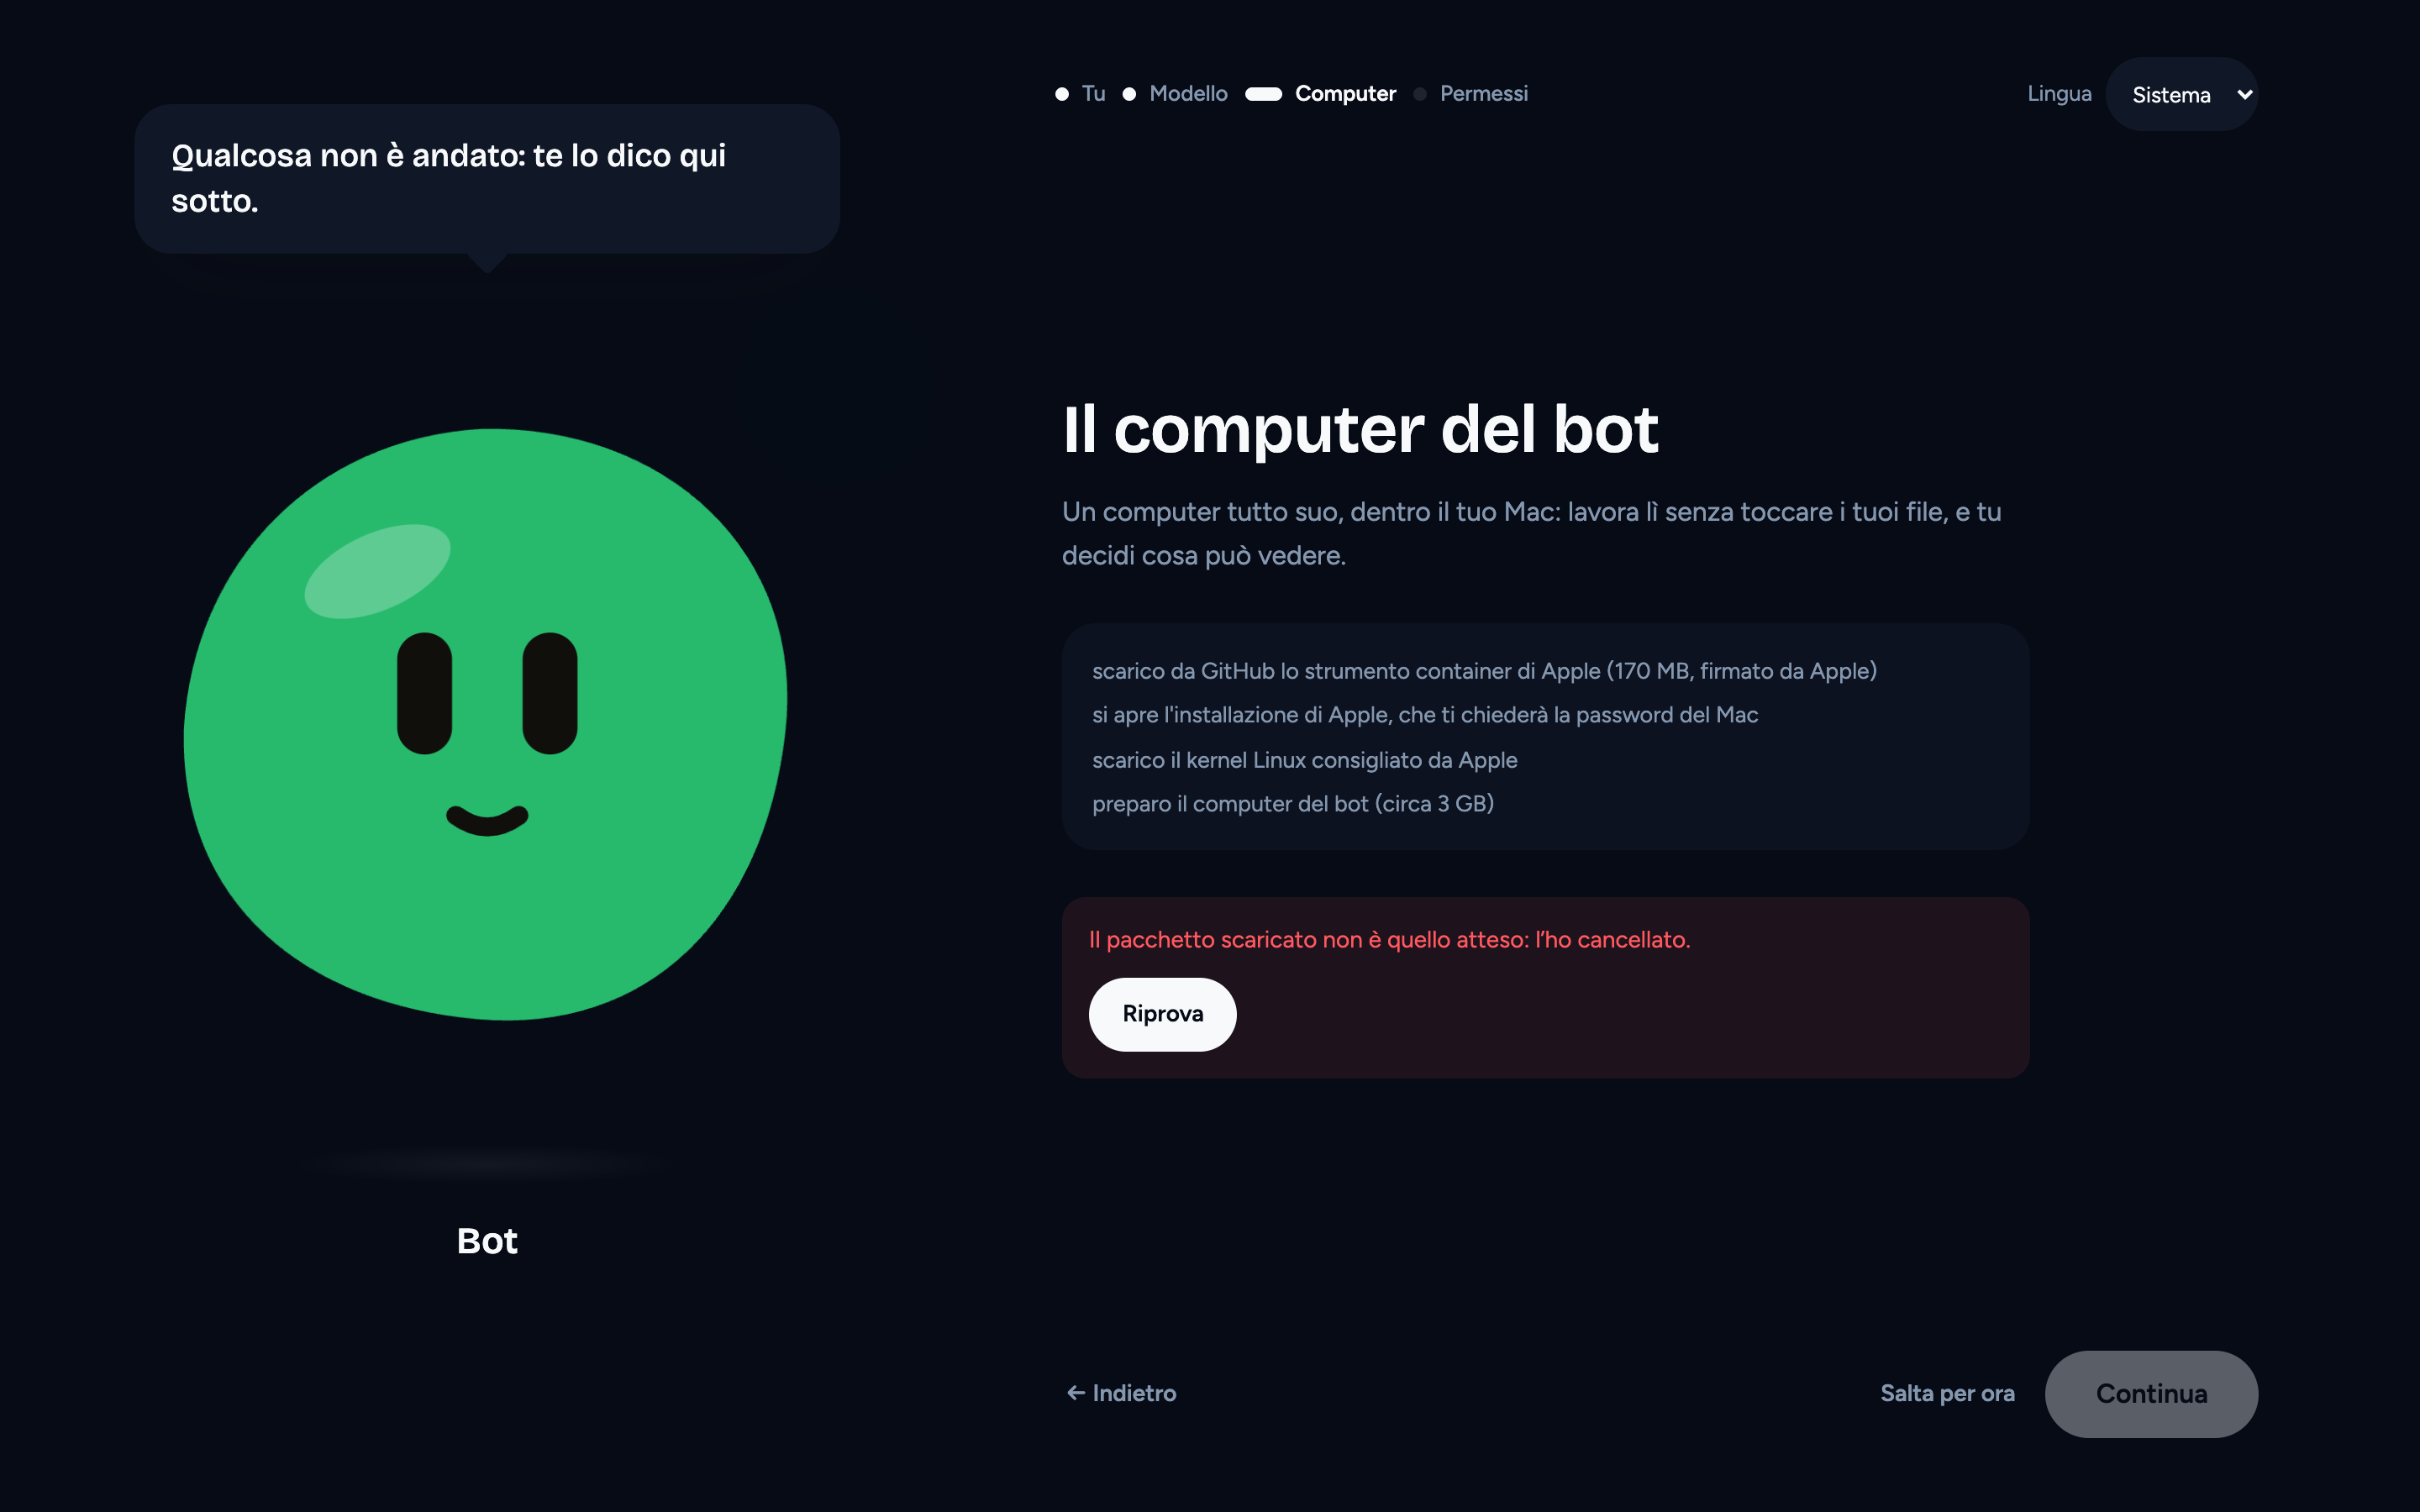 Qualcosa non è andato: te lo dico qui
sotto.
Bot
Tu
Modello
Computer
Permessi
Lingua
Sistema
Il computer del bot
Un computer tutto suo, dentro il tuo Mac: lavora lì senza toccare i tuoi file, e tu
decidi cosa può vedere.
scarico da GitHub lo strumento container di Apple (170 MB, firmato da Apple)
si apre l'installazione di Apple, che ti chiederà la password del Mac
scarico il kernel Linux consigliato da Apple
preparo il computer del bot (circa 3 GB)
Il pacchetto scaricato non è quello atteso: l’ho cancellato.
Riprova
← Indietro
Salta per ora
Continua